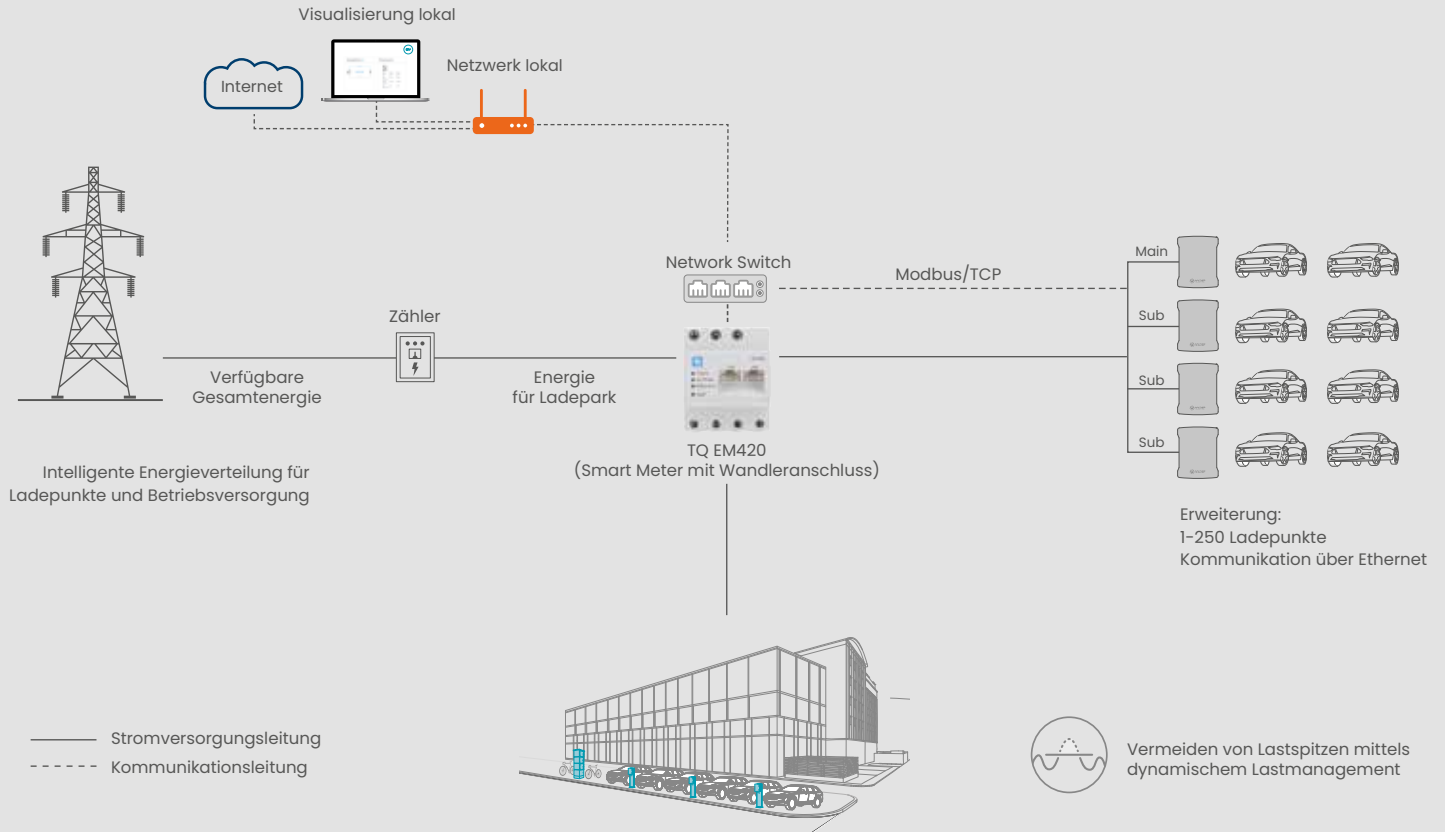 Visualisierung lokal
Internet
Netzwerk lokal
Network Switch
Modbus/TCP
Main
Sub
Sub
Sub
Zähler
Verfügbare
Gesamtenergie
Energie
für Ladepark
TQ EM420
(Smart Meter mit Wandleranschluss)
Intelligente Energieverteilung für
Ladepunkte und Betriebsversorgung
Erweiterung:
1-250 Ladepunkte
Kommunikation über Ethernet
Stromversorgungsleitung
Kommunikationsleitung
Vermeiden von Lastspitzen mittels
dynamischem Lastmanagement